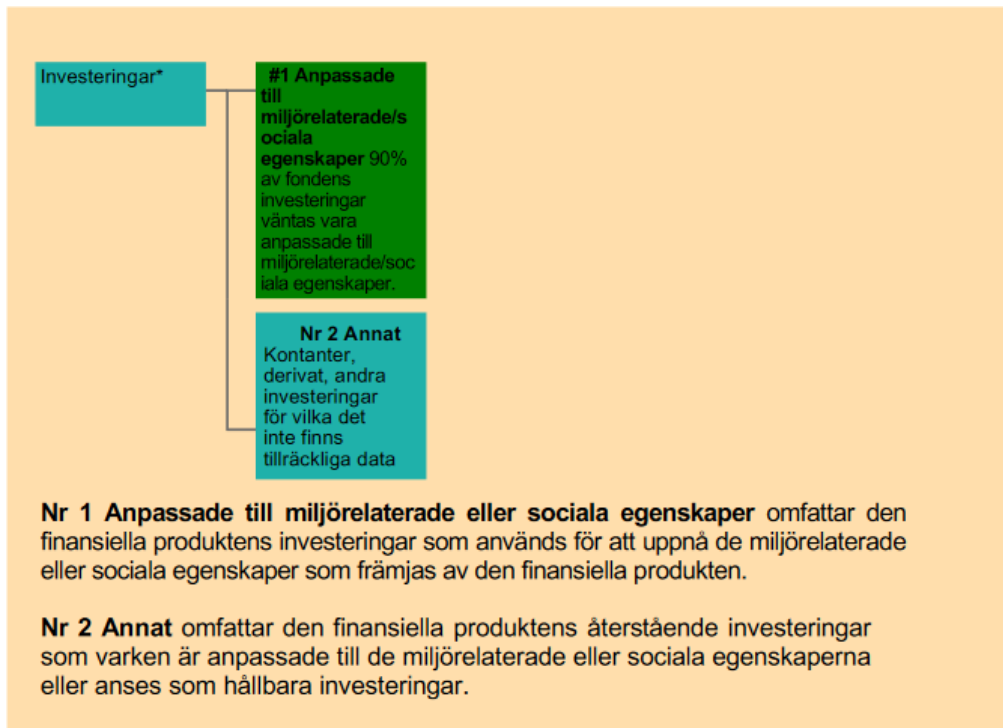 Investeringar*
#1 Anpassade
till
miljörelaterade/s
ociala
egenskaper 90%
av fondens
investeringar
väntas vara
anpassade till
miljörelaterade/soc
iala egenskaper.
Nr 2 Annat
Kontanter,
derivat, andra
investeringar
för vilka det
inte finns
tillräckliga data
Nr 1 Anpassade till miljörelaterade eller sociala egenskaper omfattar den
finansiella produktens investeringar som används för att uppnå de miljörelaterade
eller sociala egenskaper som främjas av den finansiella produkten.
Nr 2 Annat omfattar den finansiella produktens återstående investeringar
som varken är anpassade till de miljörelaterade eller sociala egenskaperna
eller anses som hållbara investeringar.